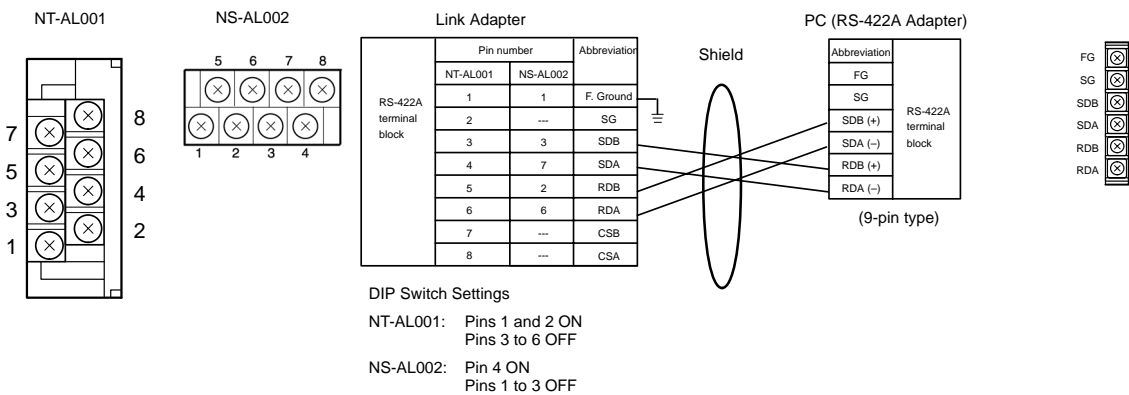 NT-AL001
7
5
3
1
8
6
4
2
NS-AL002
5 6 7 8
1 2 3 4
Link Adapter
RS-422A
terminal
block
Pin number Abbreviation
NT-AL001 NS-AL002
1 1 F. Ground
2 --- SG
3 3 SDB
4 7 SDA
5 2 RDB
6 6 RDA
7 --- CSB
8 --- CSA
Shield
PC (RS-422A Adapter)
Abbreviation
FG
SG
SDB (+)
SDA (–)
RDB (+)
RDA (–)
RS-422A
terminal
block
(9-pin type)
FG
SG
SDB
SDA
RDB
RDA
DIP Switch Settings
NT-AL001: Pins 1 and 2 ON
Pins 3 to 6 OFF
NS-AL002: Pin 4 ON
Pins 1 to 3 OFF